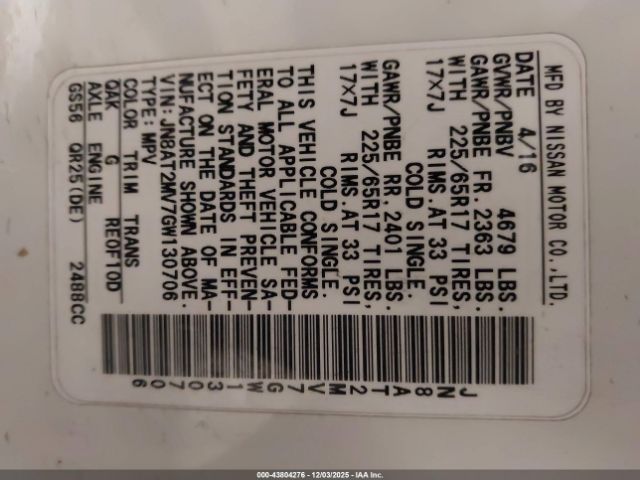 MFD BY NISSAN MOTOR CO.,LTD.
DATE 4/16
GVWR/PNBV 4679 LBS.
GAWR/PNBE FR. 2363 LBS.
WITH 225/65R17 TIRES,
17X7J RIMS. AT 33 PSI
COLD SINGLE.
GAWR/PNBE RR. 2401 LBS.
WITH 225/65R17 TIRES,
17X7J RIMS. AT 33 PSI
COLD SINGLE.
THIS VEHICLE CONFORMS
TO ALL APPLICABLE FED-
ERAL MOTOR VEHICLE SA-
FETY AND THEFT PREVEN-
TION STANDARDS IN EFF-
ECT ON THE DATE OF MA-
NUFACTURE SHOWN ABOVE.
VIN: JN8AT2MV7GW130706
TYPE: MPV
COLOR TRIM TRANS
QAK G RE0FT0D
AXLE ENGINE
GS56 QR25(DE) 2488CC
JN8AT2MV7GW130706
000-43804276 - 12/03/2025 - IAA Inc.